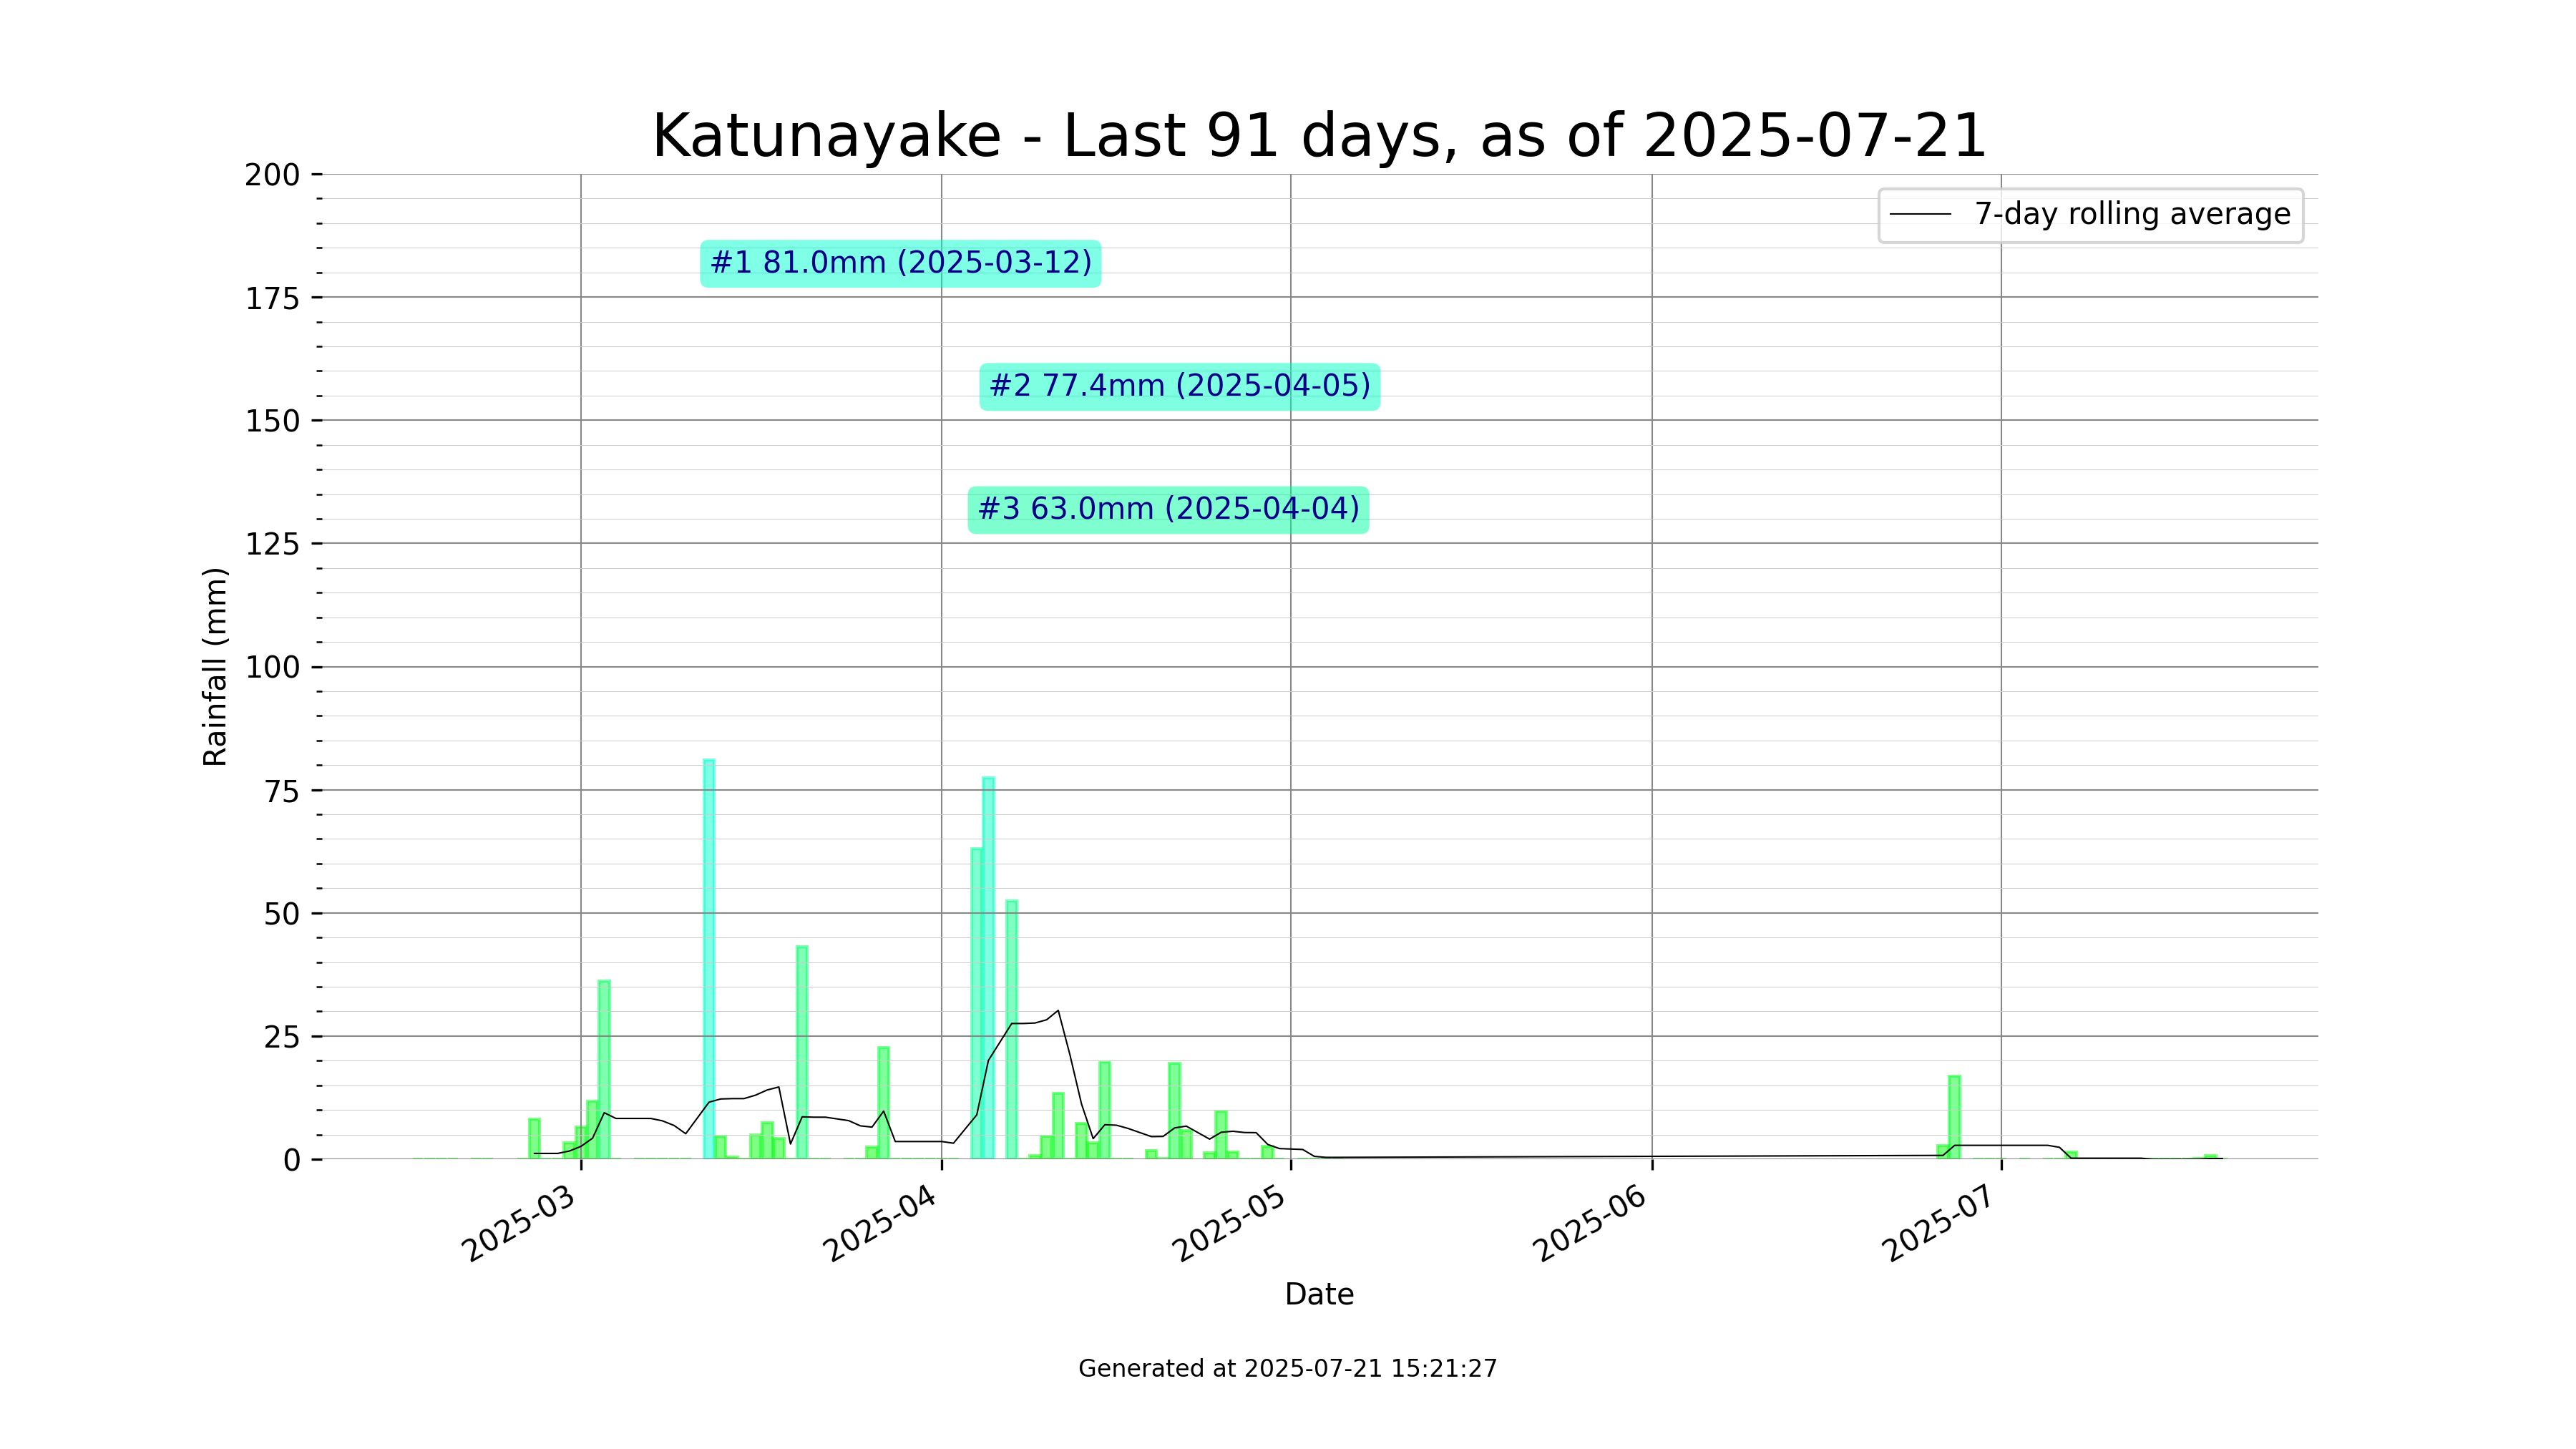 Katunayake - Last 91 days, as of 2025-07-21
200
175
150
125
100
75
50
25
0
Rainfall (mm)
7-day rolling average
#1 81.0mm (2025-03-12)
#2 77.4mm (2025-04-05)
#3 63.0mm (2025-04-04)
2025-03
2025-04
2025-05
2025-06
2025-07
Date
Generated at 2025-07-21 15:21:27